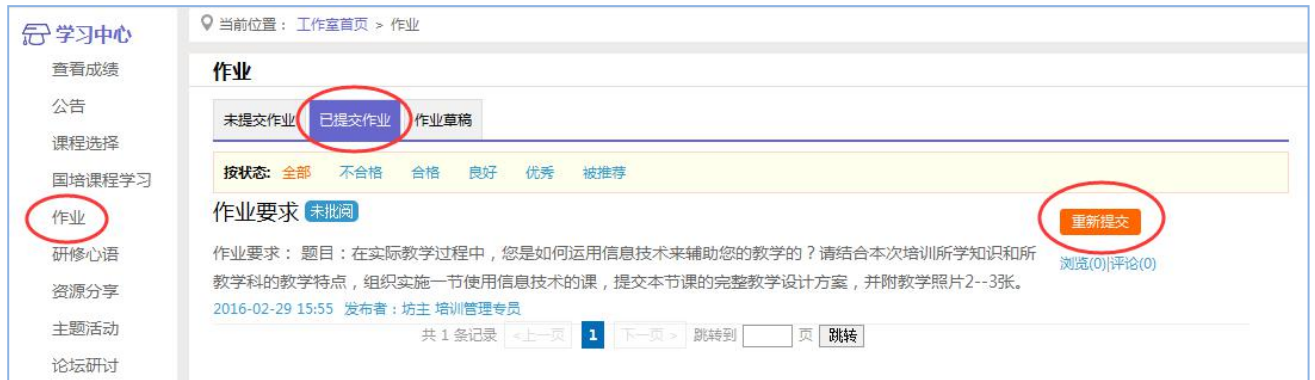 学习中心
查看成绩
公告
课程选择
国培课程学习
作业
研修心语
资源分享
主题活动
论坛研讨
当前位置： 工作室首页 > 作业
作业
未提交作业 已提交作业 作业草稿
按状态: 全部 不合格 合格 良好 优秀 被推荐
作业要求 未批阅
重新提交
作业要求： 题目：在实际教学过程中，您是如何运用信息技术来辅助您的教学的？请结合本次培训所学知识和所
教学科的教学特点，组织实施一节使用信息技术的课，提交本节课的完整教学设计方案，并附教学照片2--3张。
浏览(0)|评论(0)
2016-02-29 15:55 发布者：坊主 培训管理专员
共 1 条记录 <上一页 1 下一页 > 跳转到 页 跳转